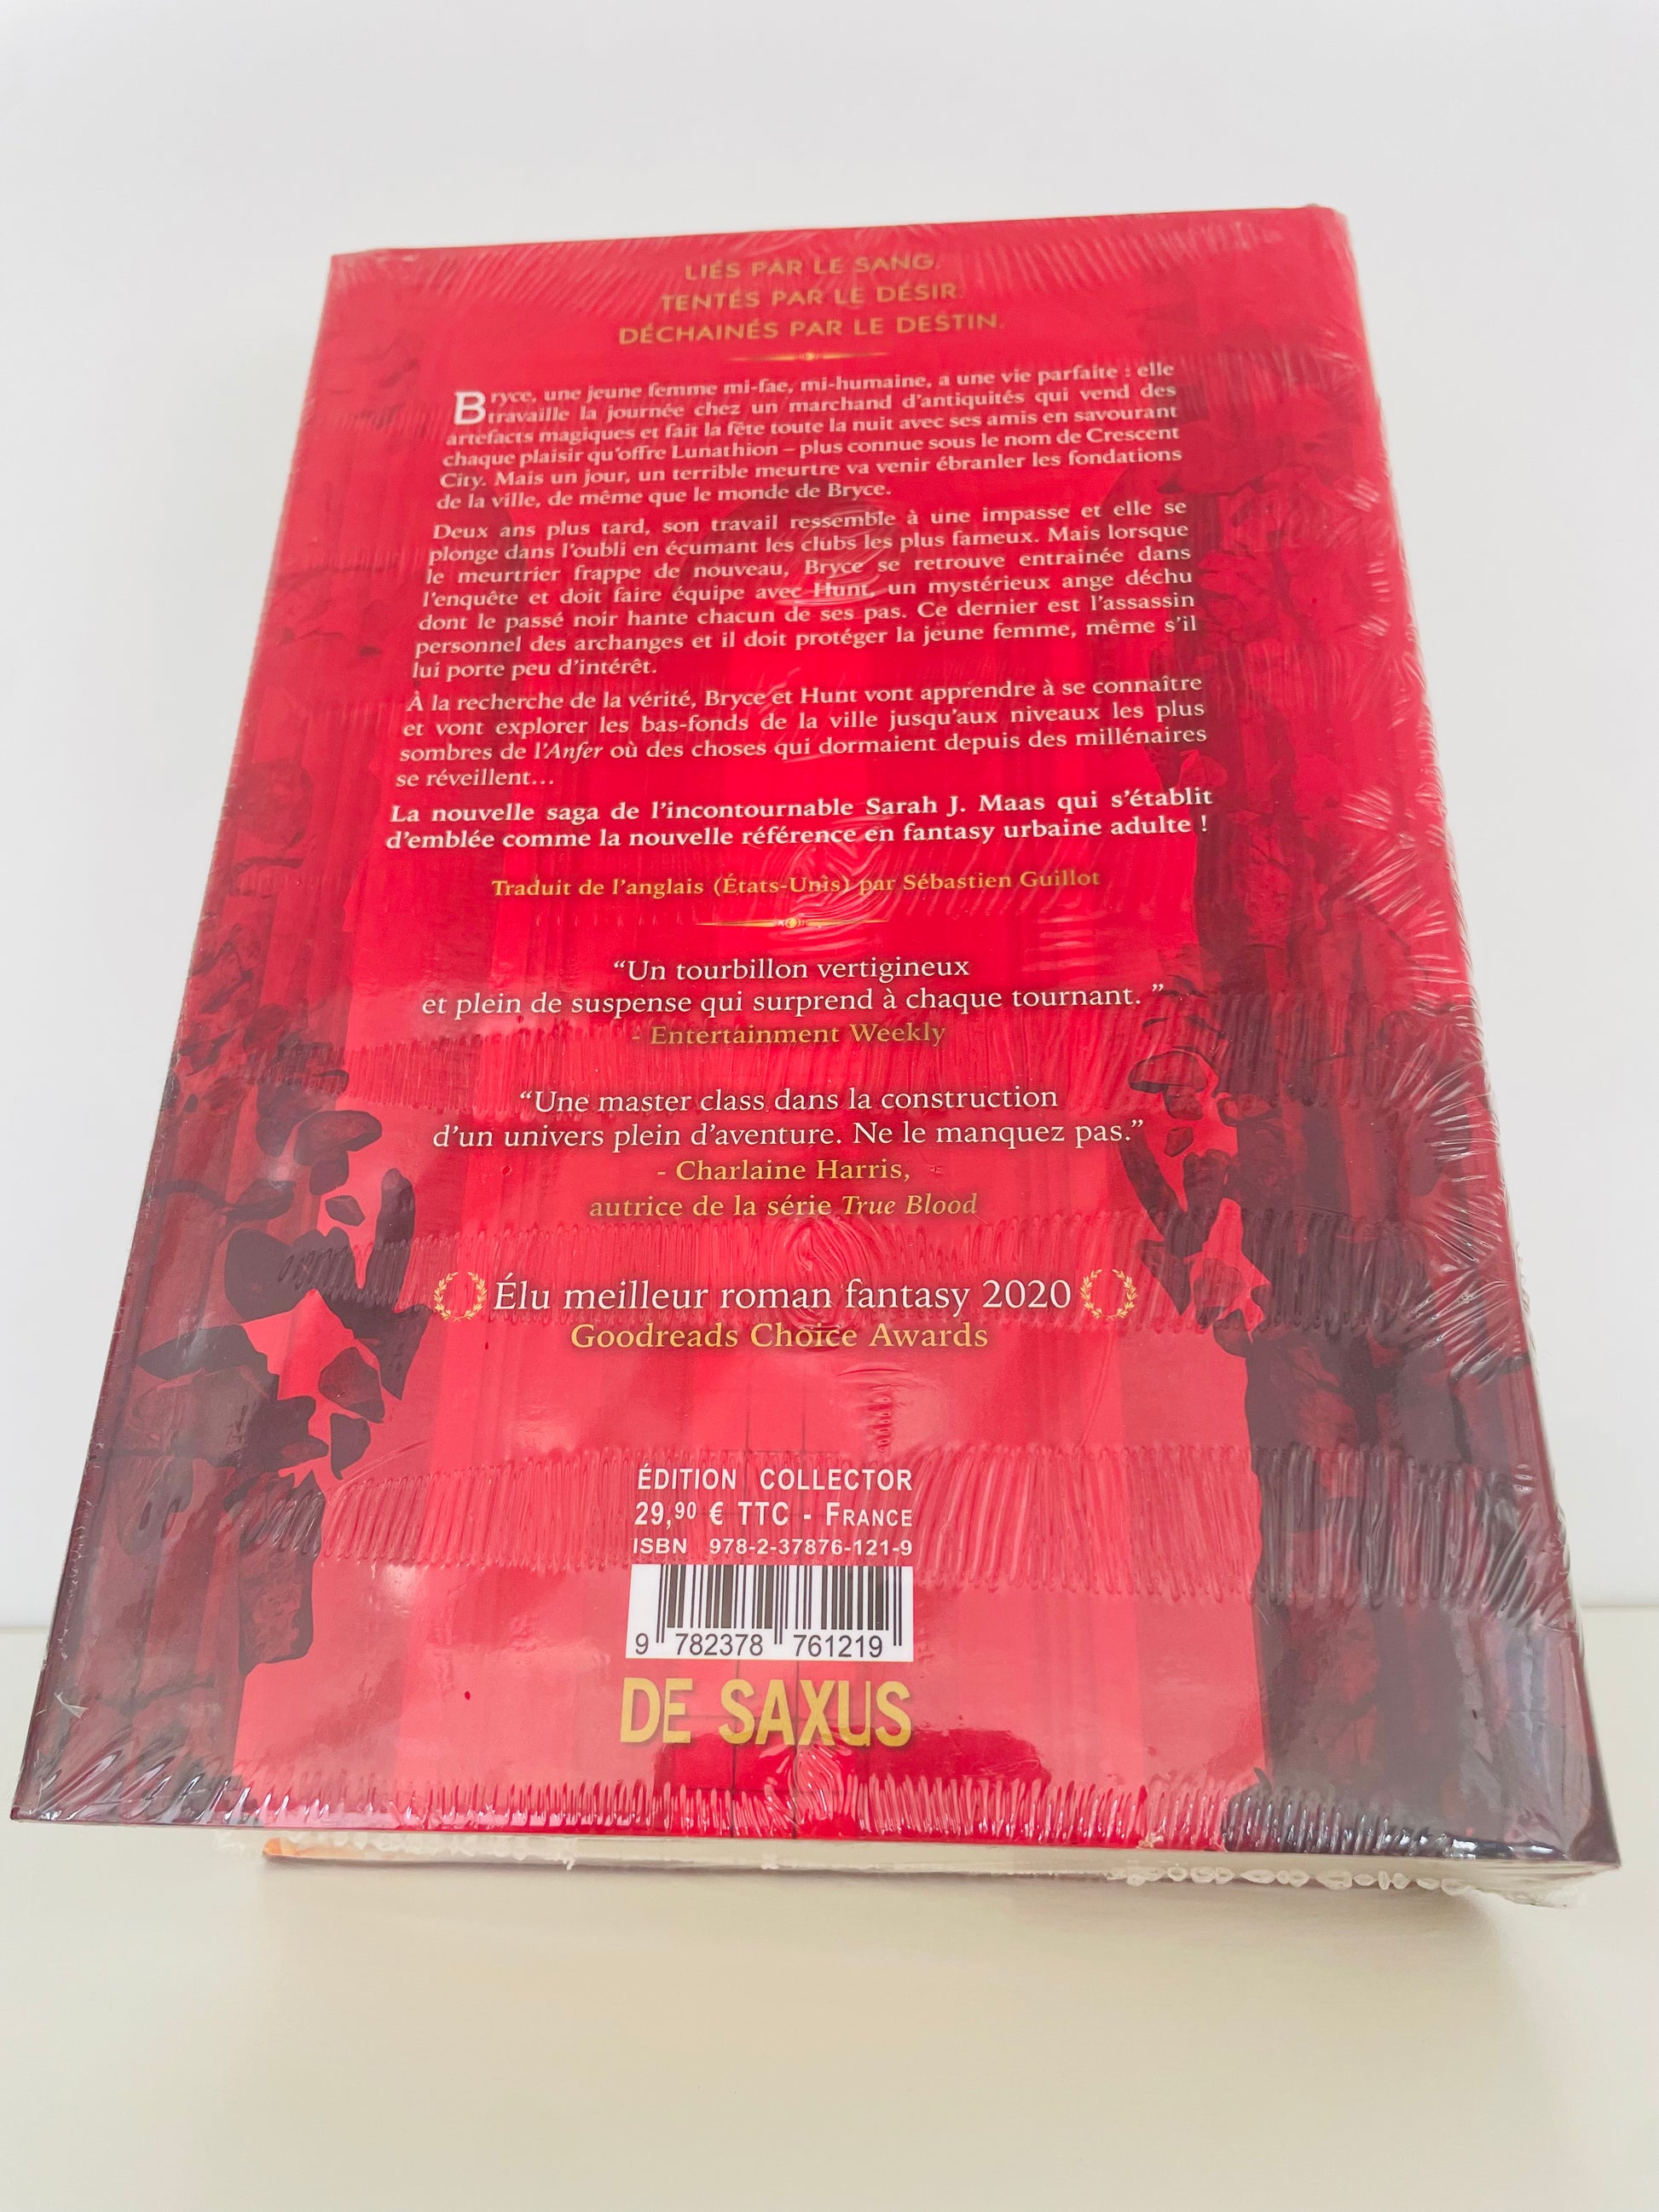 LIÉS PAR LE SANG.
TENTÉS PAR LE DÉSIR.
DÉCHAINÉS PAR LE DESTIN.
Bryce, une jeune femme mi-fae, mi-humaine, a une vie parfaite : elle
travaille la journée chez un marchand d'antiquités qui vend des
artefacts magiques et fait la fête toute la nuit avec ses amis en savourant
chaque plaisir qu'offre Lunathion – plus connue sous le nom de Crescent
City. Mais un jour, un terrible meurtre va venir ébranler les fondations
de la ville, de même que le monde de Bryce.
Deux ans plus tard, son travail ressemble à une impasse et elle se
plonge dans l'oubli en écumant les clubs les plus fameux. Mais lorsque
le meurtrier frappe de nouveau, Bryce se retrouve entrainée dans
l'enquête et doit faire équipe avec Hunt, un mystérieux ange déchu
dont le passé noir hante chacun de ses pas. Ce dernier est l'assassin
personnel des archanges et il doit protéger la jeune femme, même s'il
lui porte peu d'intérêt.
À la recherche de la vérité, Bryce et Hunt vont apprendre à se connaître
et vont explorer les bas-fonds de la ville jusqu'aux niveaux les plus
sombres de l'Anfer où des choses qui dormaient depuis des millénaires
se réveillent...
La nouvelle saga de l'incontournable Sarah J. Maas qui s'établit
d'emblée comme la nouvelle référence en fantasy urbaine adulte !
Traduit de l'anglais (États-Unis) par Sébastien Guillot
“Un tourbillon vertigineux
et plein de suspense qui surprend à chaque tournant. ”
- Entertainment Weekly
“Une master class dans la construction
d'un univers plein d'aventure. Ne le manquez pas.”
- Charlaine Harris,
autrice de la série True Blood
Élu meilleur roman fantasy 2020
Goodreads Choice Awards
ÉDITION COLLECTOR
29,90 € TTC - FRANCE
ISBN 978-2-37876-121-9
9 782378 761219
DE SAXUS